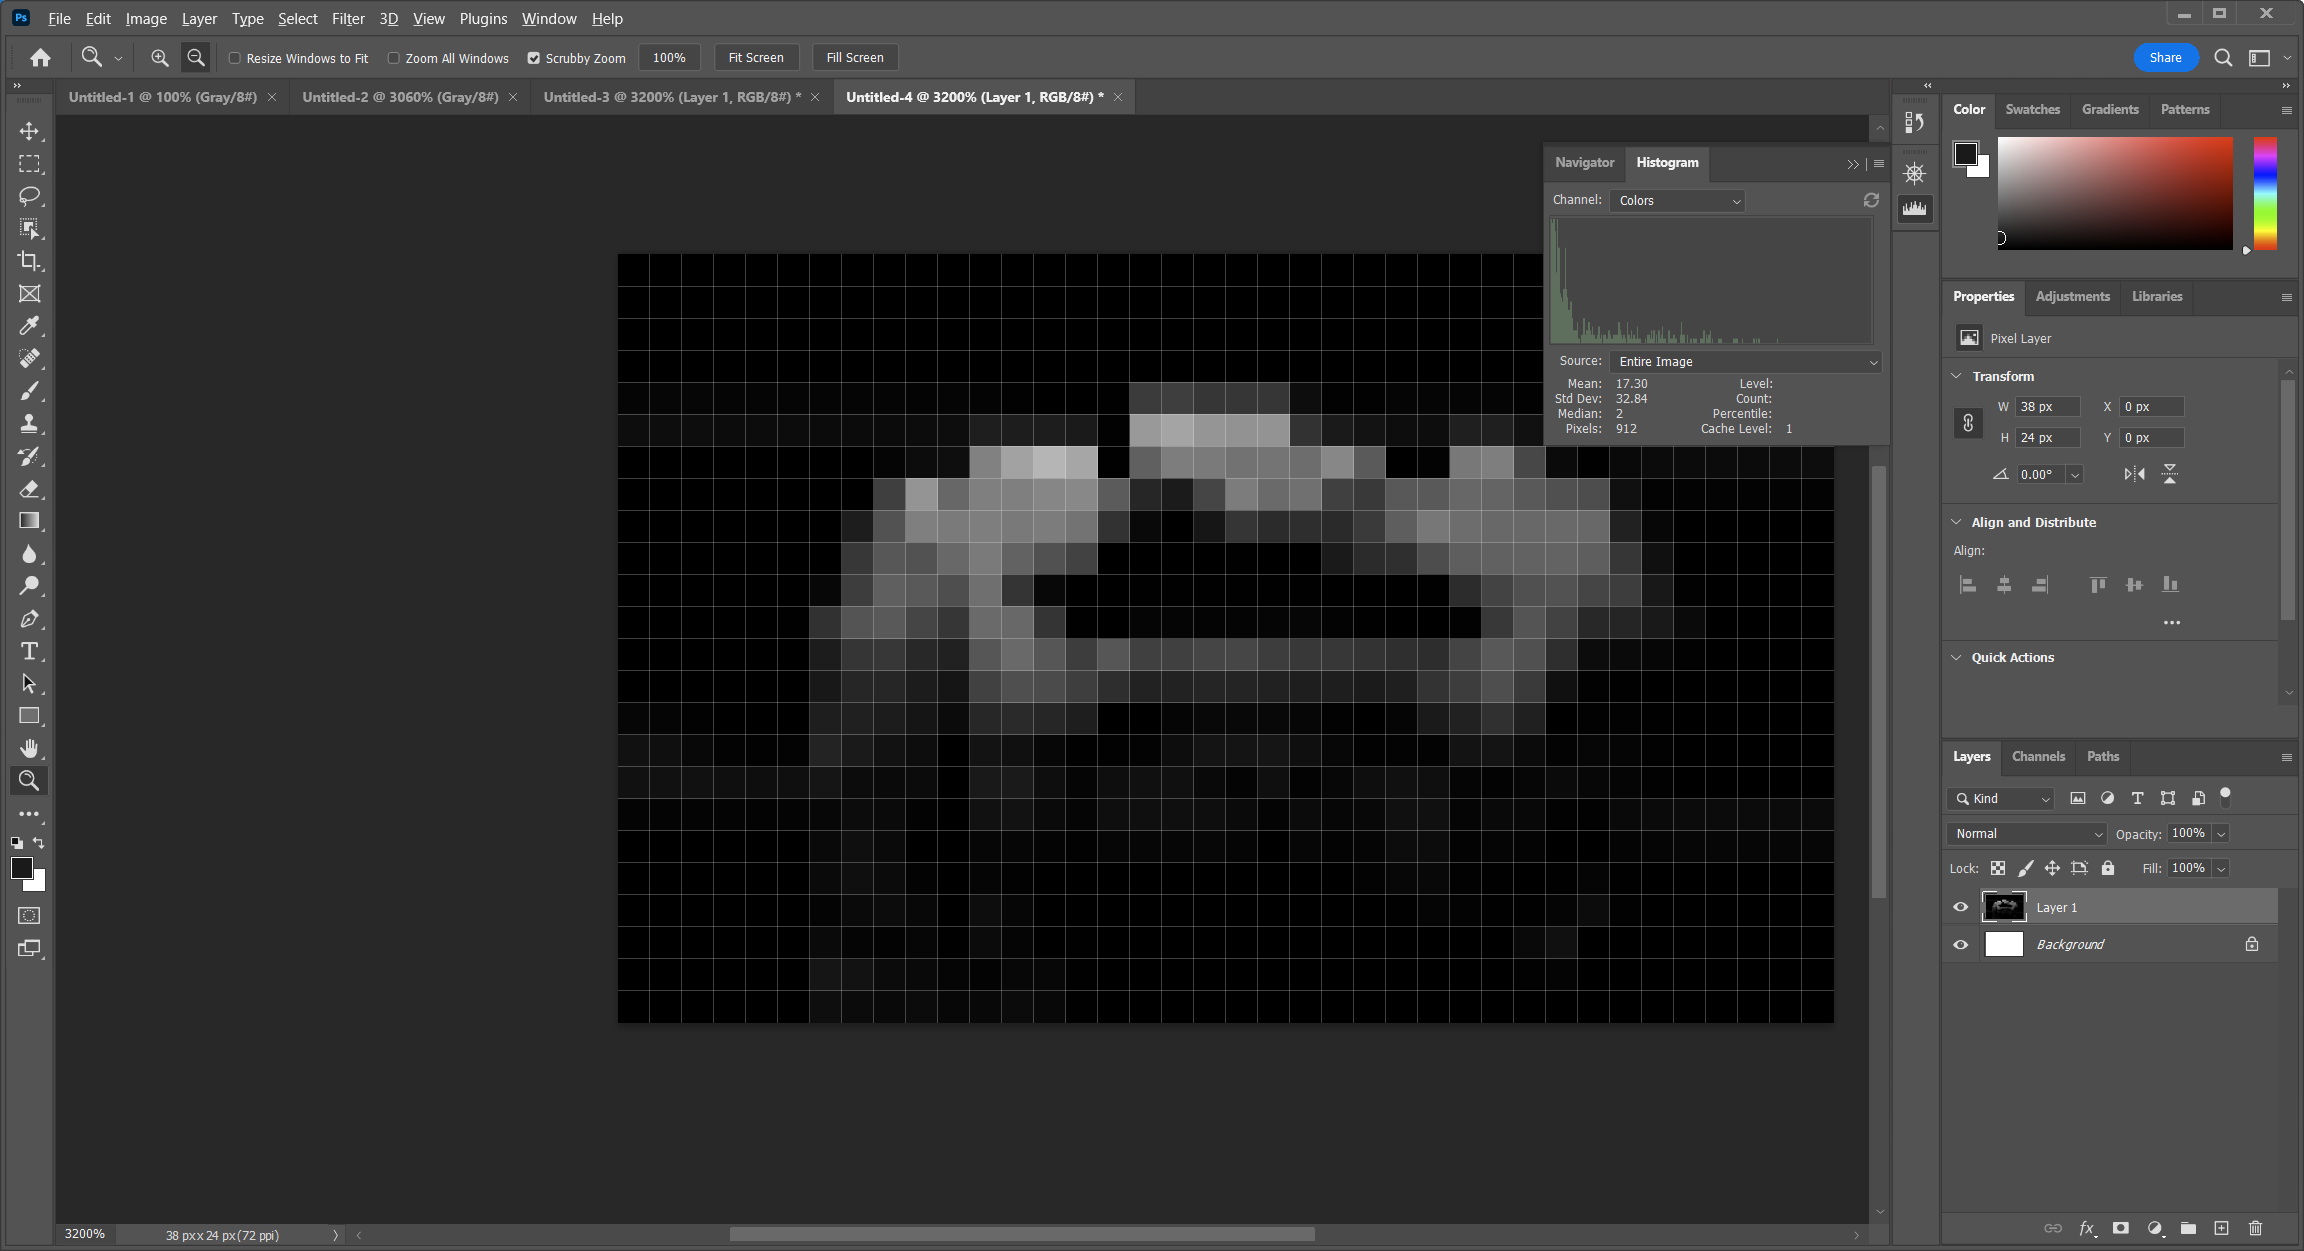 Ps File Edit Image Layer Type Select Filter 3D View Plugins Window Help
Resize Windows to Fit Zoom All Windows Scrubby Zoom 100% Fit Screen Fill Screen Share
Untitled-1 @ 100% (Gray/8#) Untitled-2 @ 3060% (Gray/8#) Untitled-3 @ 3200% (Layer 1, RGB/8#) * Untitled-4 @ 3200% (Layer 1, RGB/8#) *
Navigator Histogram
Channel: Colors
Source: Entire Image
Mean: 17.30 Level:
Std Dev: 32.84 Count:
Median: 2 Percentile:
Pixels: 912 Cache Level: 1
Color Swatches Gradients Patterns
Properties Adjustments Libraries
Pixel Layer
Transform
W 38 px X 0 px
H 24 px Y 0 px
0.00°
Align and Distribute
Align:
Quick Actions
Layers Channels Paths
Kind
Normal Opacity: 100%
Lock: Fill: 100%
Layer 1
Background
fx
3200% 38 px x 24 px (72 ppi)